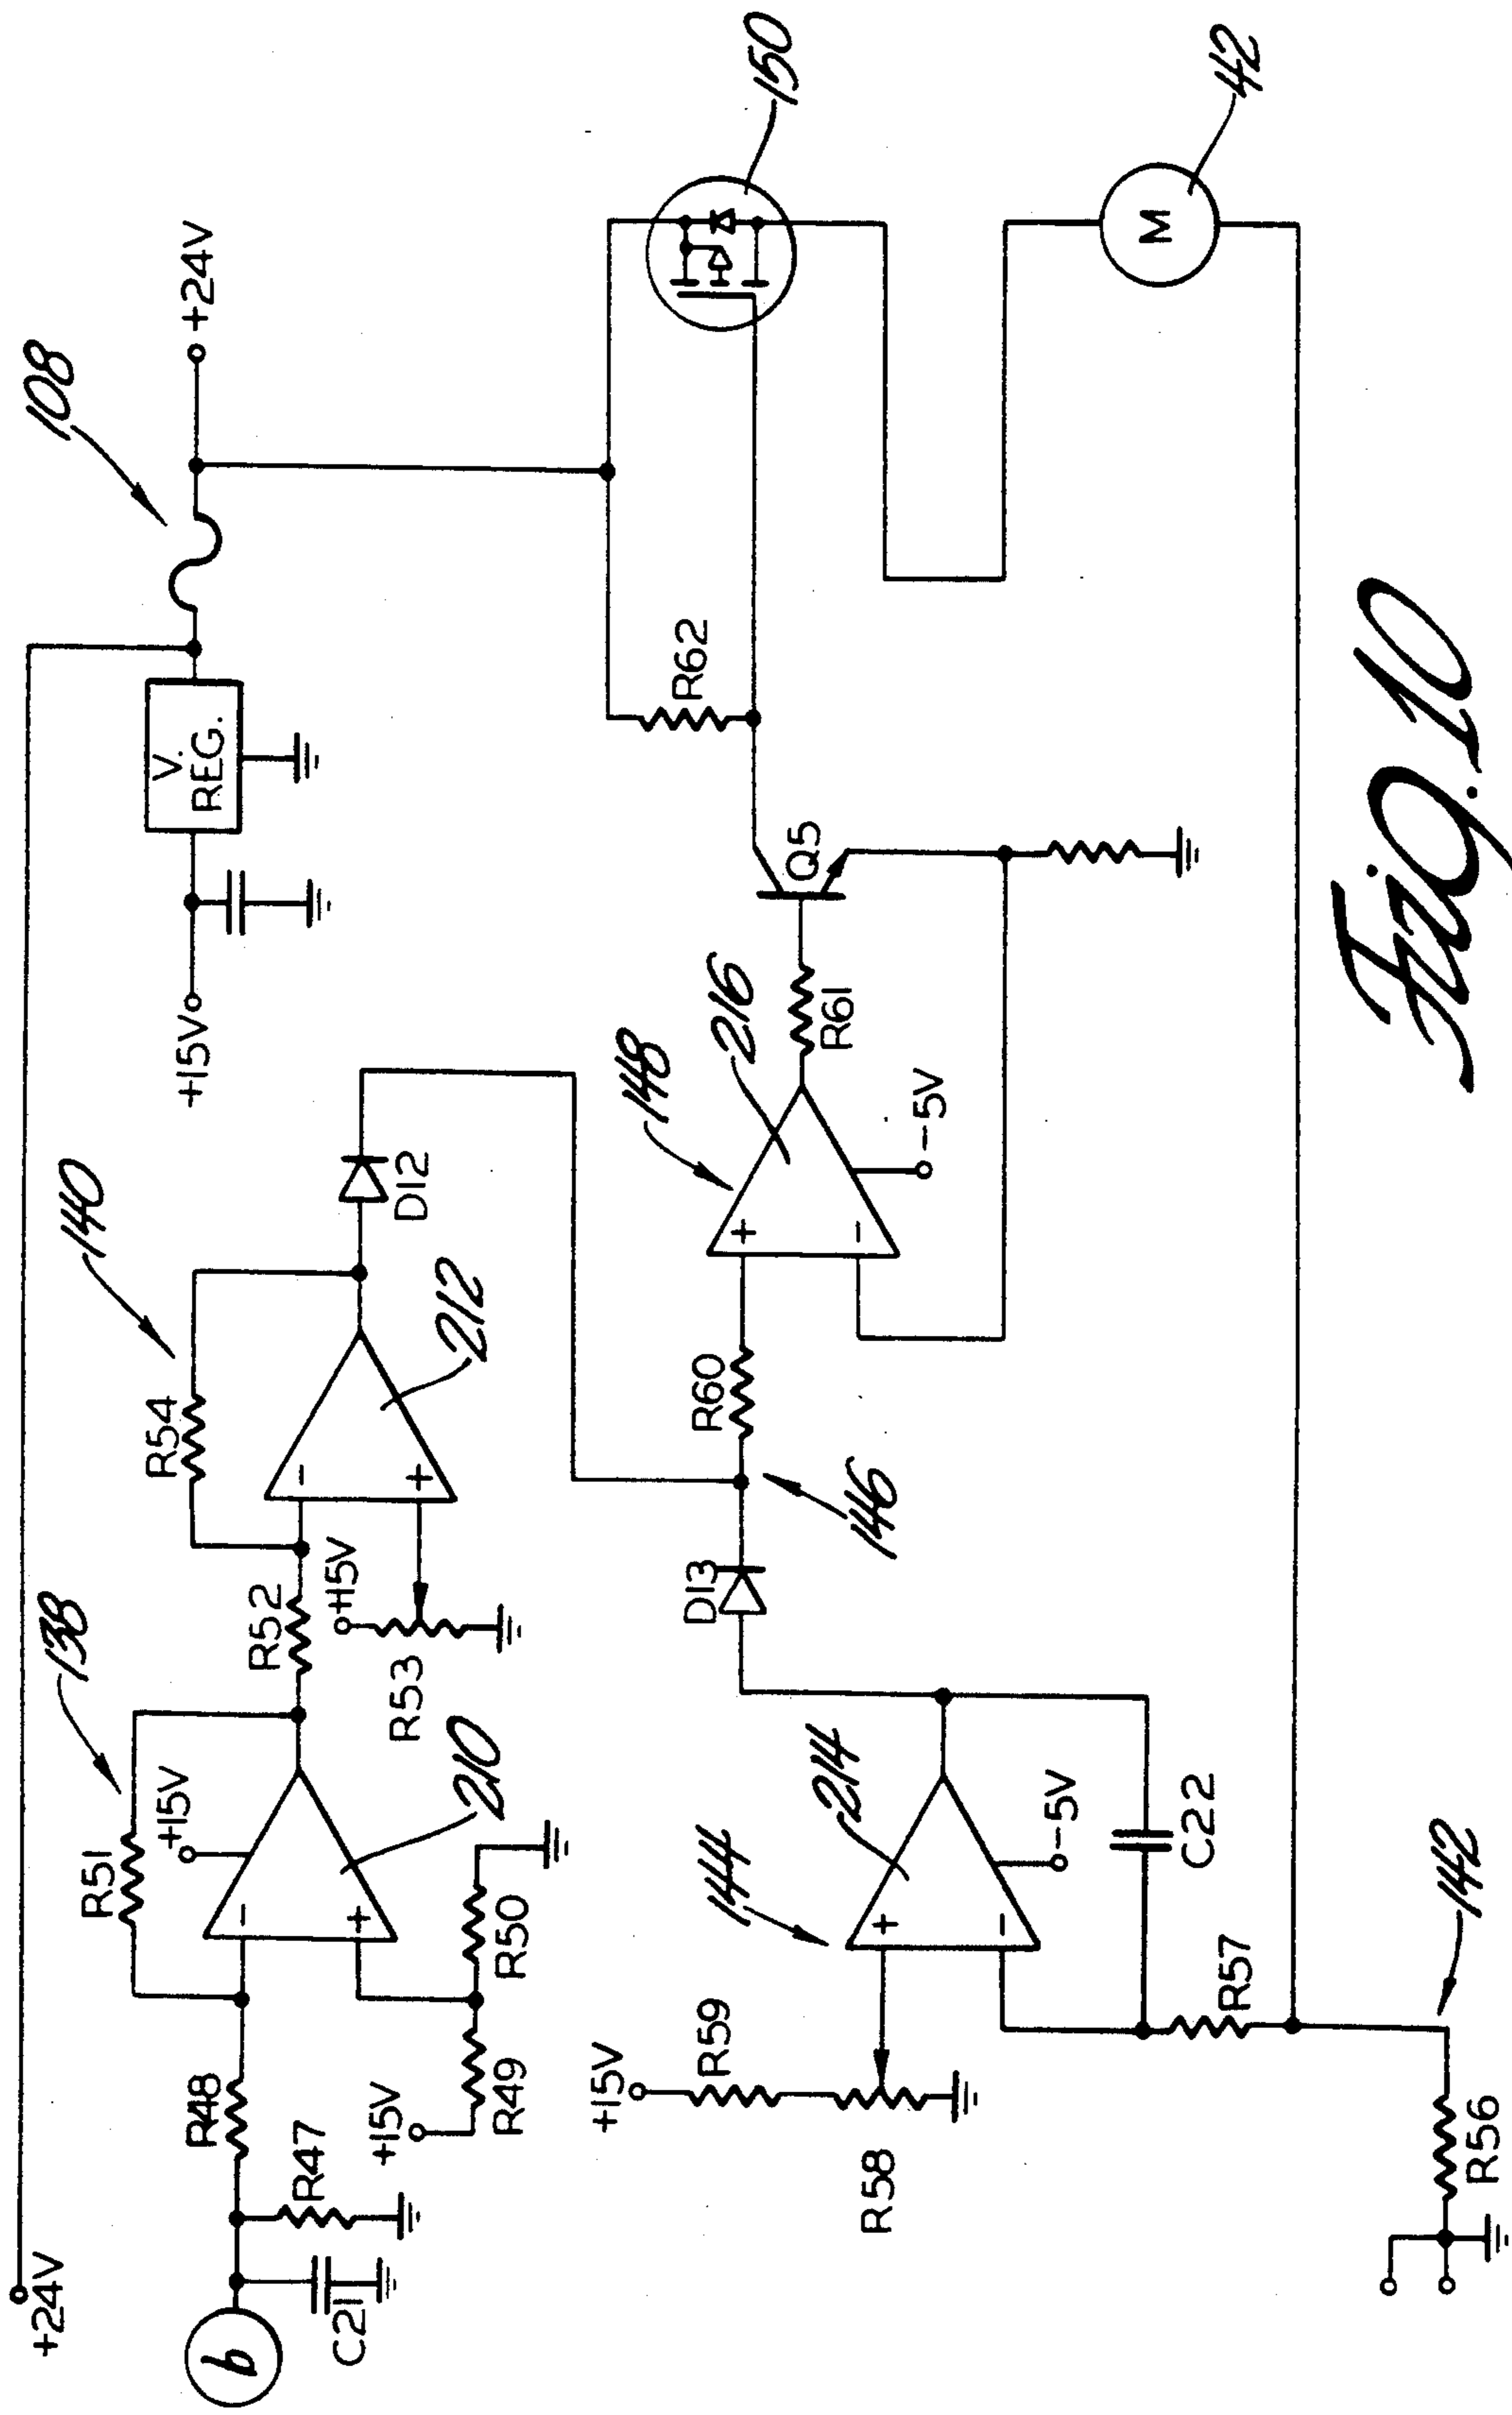 +24V
b
C21
R47
R48
R51
+15V
138
210
+15V
R49
R50
R52
R53
+15V
R54
140
212
D12
+15V
V.
REG.
108
+24V
+15V
R59
R58
144
214
-5V
C22
R57
142
R56
D13
146
R60
148
216
-5V
R61
Q5
R62
150
M
42
Fig. 10